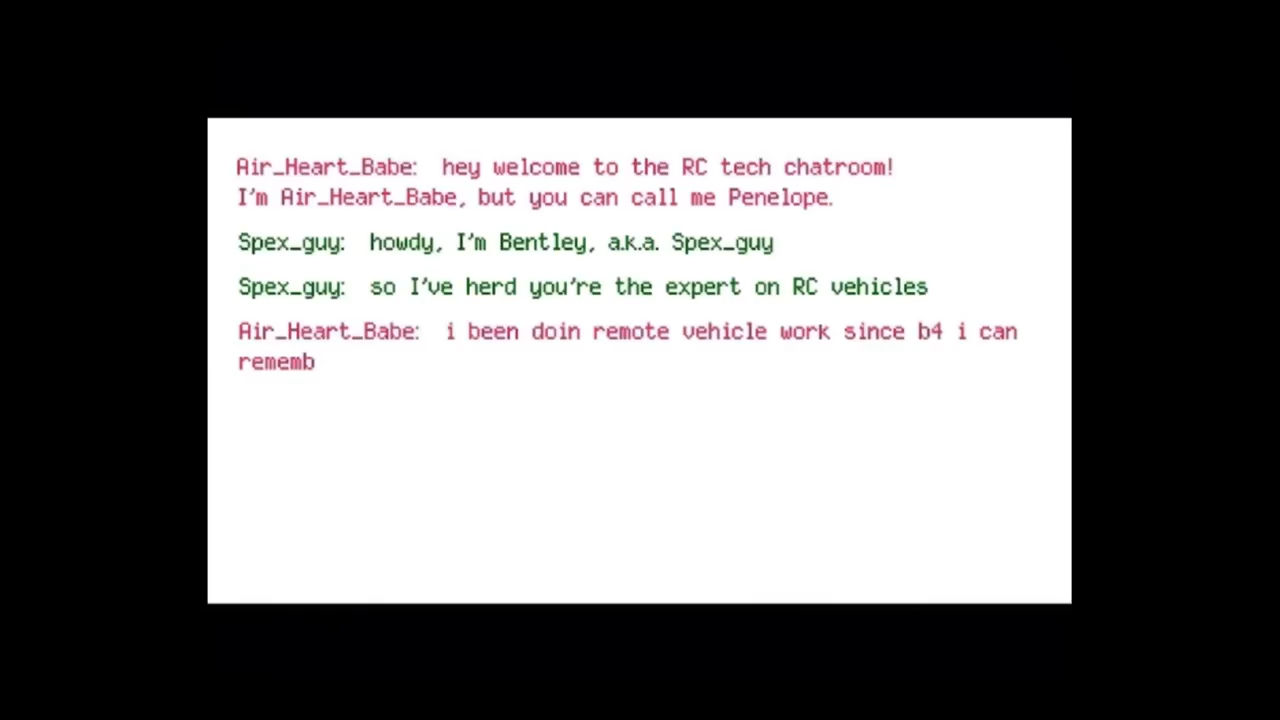 Air_Heart_Babe: hey welcome to the RC tech chatroom!
I'm Air_Heart_Babe, but you can call me Penelope.
Spex_guy: howdy, I'm Bentley, a.k.a. Spex_guy
Spex_guy: so I've herd you're the expert on RC vehicles
Air_Heart_Babe: i been doin remote vehicle work since b4 i can
rememb